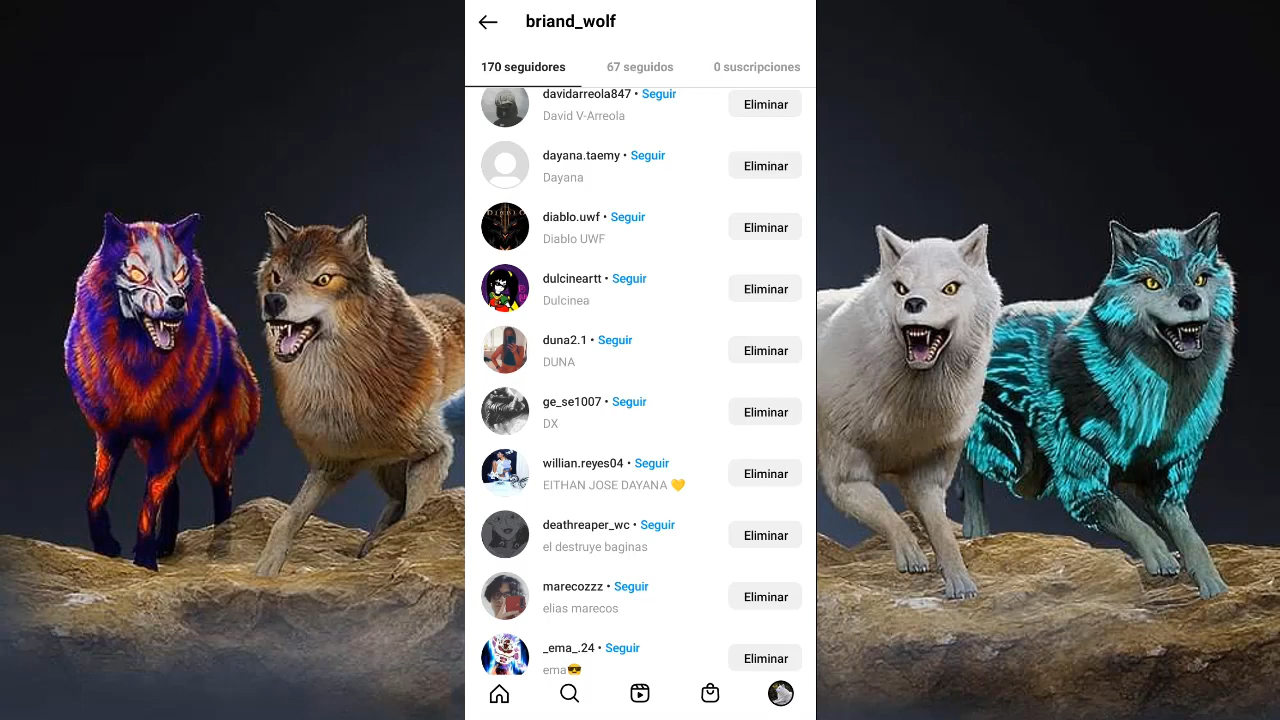 briand_wolf
170 seguidores 67 seguidos 0 suscripciones
davidarreola847 • Seguir
David V-Arreola
Eliminar
dayana.taemy • Seguir
Dayana
Eliminar
DIABLO
diablo.uwf • Seguir
Diablo UWF
Eliminar
dulcineartt • Seguir
Dulcinea
Eliminar
duna2.1 • Seguir
DUNA
Eliminar
ge_se1007 • Seguir
DX
Eliminar
willian.reyes04 • Seguir
EITHAN JOSE DAYANA 💛
Eliminar
deathreaper_wc • Seguir
el destruye baginas
Eliminar
marecozzz • Seguir
elias marecos
Eliminar
_ema_.24 • Seguir
ema😎
Eliminar